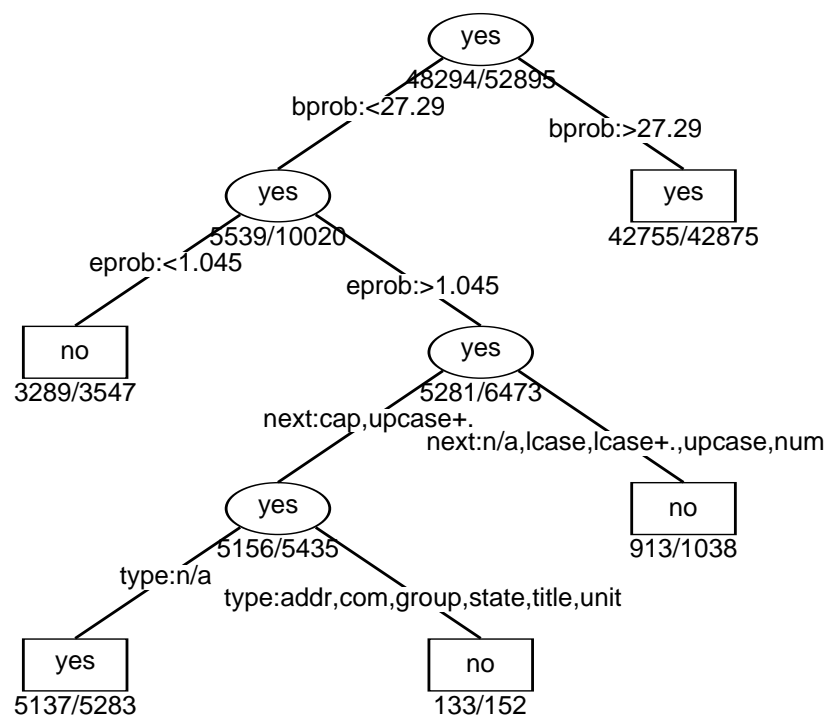 yes
48294/52895
bprob:<27.29
bprob:>27.29
yes
5539/10020
yes
42755/42875
eprob:<1.045
eprob:>1.045
no
3289/3547
yes
5281/6473
next:cap,upcase+.
next:n/a,lcase,lcase+.,upcase,num
yes
5156/5435
no
913/1038
type:n/a
type:addr,com,group,state,title,unit
yes
5137/5283
no
133/152